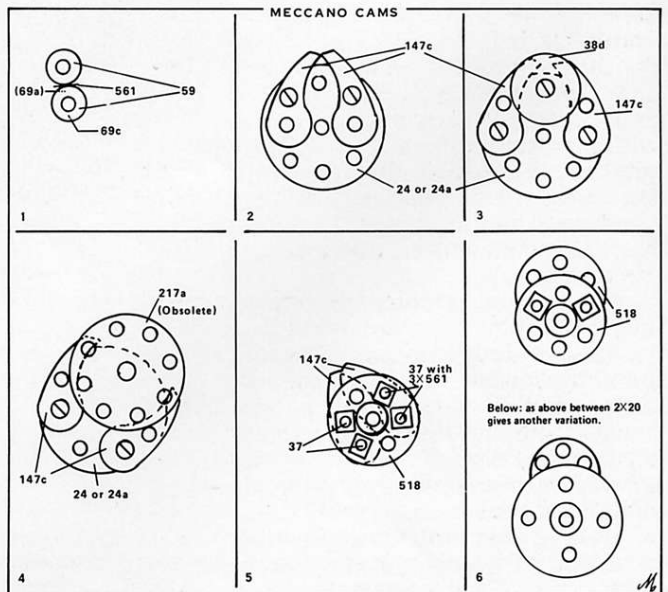 MECCANO CAMS
(69a)
561
59
69c
1
147c
24 or 24a
2
38d
147c
3
217a
(Obsolete)
147c
24 or 24a
4
147c
37 with
3X561
37
518
5
518
Below: as above between 2X20
gives another variation.
6